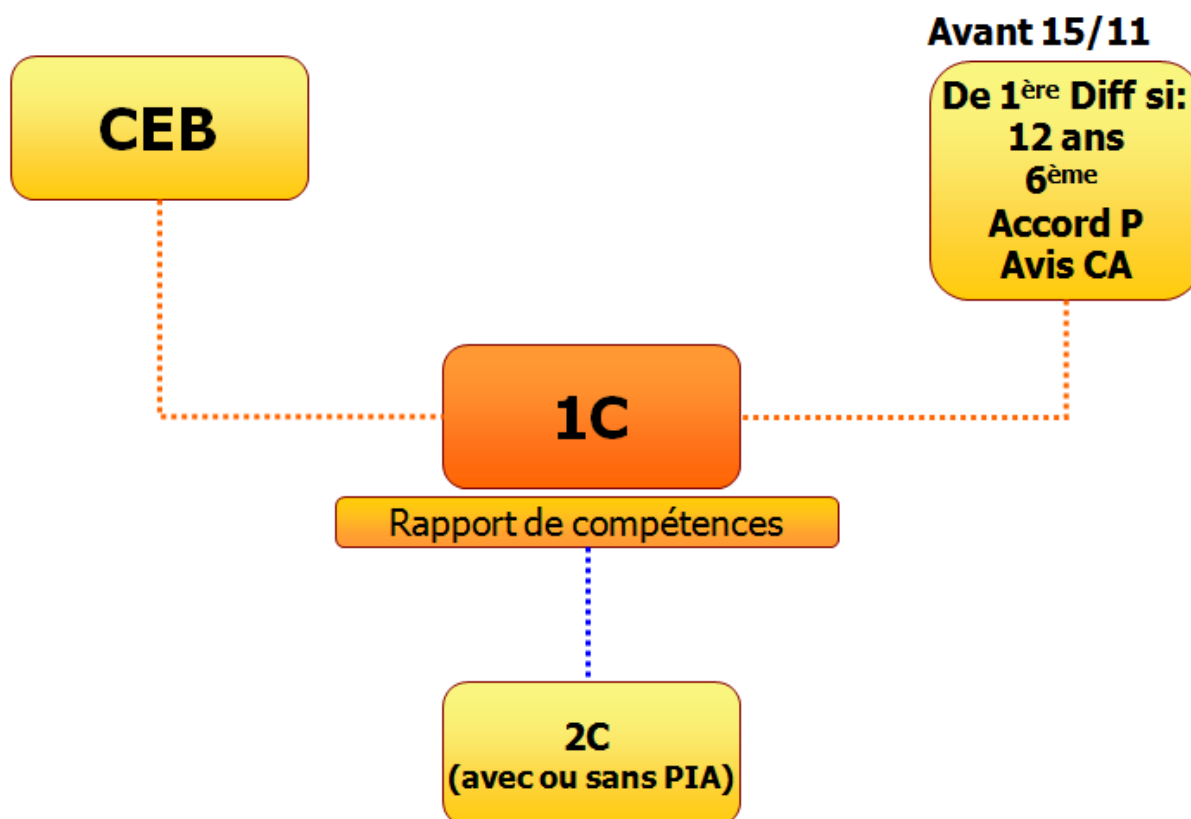 CEB
Avant 15/11
De 1ère Diff si:
12 ans
6ème
Accord P
Avis CA
1C
Rapport de compétences
2C
(avec ou sans PIA)